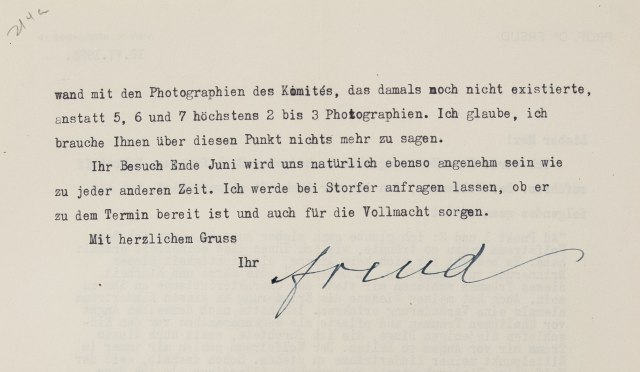 214a
wand mit den Photographien des Komités, das damals noch nicht existierte,
anstatt 5, 6 und 7 höchstens 2 bis 3 Photographien. Ich glaube, ich
brauche Ihnen über diesen Punkt nichts mehr zu sagen.
Ihr Besuch Ende Juni wird uns natürlich ebenso angenehm sein wie
zu jeder anderen Zeit. Ich werde bei Storfer anfragen lassen, ob er
zu dem Termin bereit ist und auch für die Vollmacht sorgen.
Mit herzlichem Gruss
Ihr freud